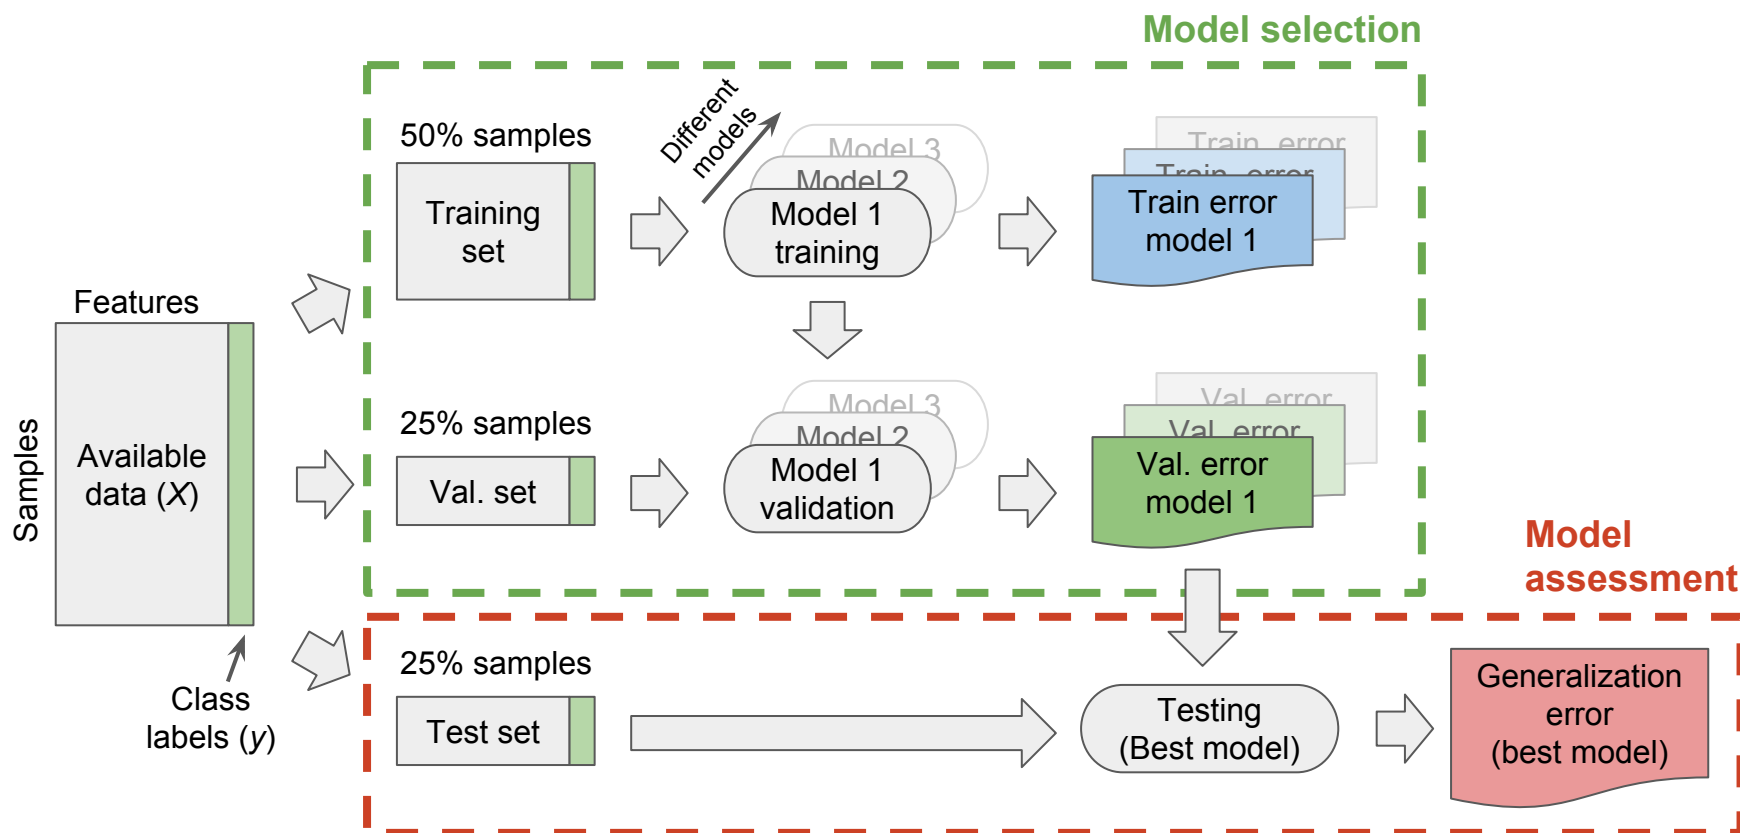 Model selection
50% samples
Different
models
Model 3
Model 2
Model 1
training
Training
set
Train. error
Train. error
Train error
model 1
Features
Samples
Available
data (X)
Class
labels (y)
25% samples
Val. set
Model 3
Model 2
Model 1
validation
Val. error
Val. error
Val. error
model 1
Model
assessment
25% samples
Test set
Testing
(Best model)
Generalization
error
(best model)